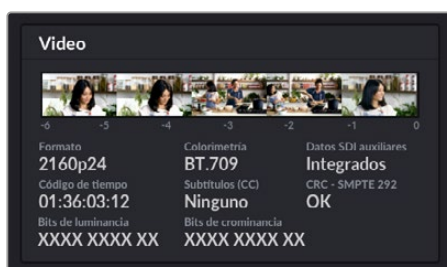 Video
-6 -5 -4 -3 -2 -1 0
Formato Colorimetría Datos SDI auxiliares
2160p24 BT.709 Integrados
Código de tiempo Subtítulos (CC) CRC - SMPTE 292
01:36:03:12 Ninguno OK
Bits de luminancia Bits de crominancia
XXXX XXXX XX XXXX XXXX XX